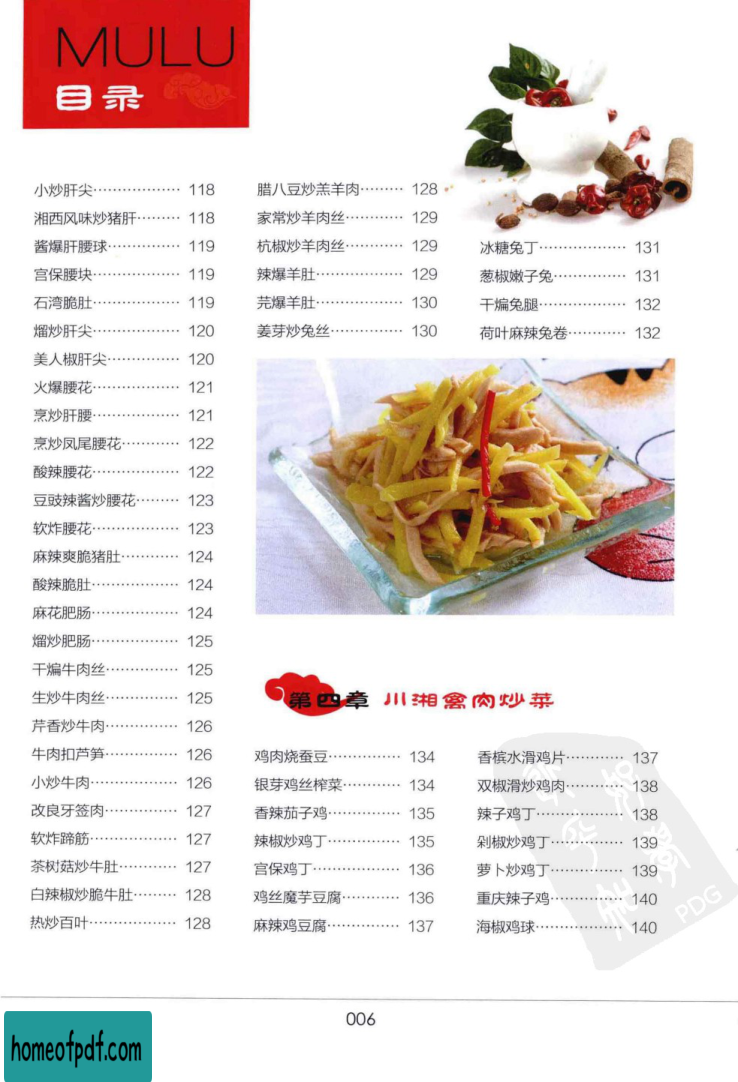 MULU
目录
小炒肝尖……………… 118
湘西风味炒猪肝……… 118
酱爆肝腰球…………… 119
宫保腰块……………… 119
石湾脆肚……………… 119
熘炒肝尖……………… 120
美人椒肝尖…………… 120
火爆腰花……………… 121
烹炒肝腰……………… 121
烹炒凤尾腰花………… 122
酸辣腰花……………… 122
豆豉辣酱炒腰花……… 123
软炸腰花……………… 123
麻辣爽脆猪肚………… 124
酸辣脆肚……………… 124
麻花肥肠……………… 124
熘炒肥肠……………… 125
干煸牛肉丝…………… 125
生炒牛肉丝…………… 125
芹香炒牛肉…………… 126
牛肉扣芦笋…………… 126
小炒牛肉……………… 126
改良牙签肉…………… 127
软炸蹄筋……………… 127
茶树菇炒牛肚………… 127
白辣椒炒脆牛肚……… 128
热炒百叶……………… 128
腊八豆炒羔羊肉……… 128
家常炒羊肉丝………… 129
杭椒炒羊肉丝………… 129
辣爆羊肚……………… 129
芫爆羊肚……………… 130
姜芽炒兔丝…………… 130
冰糖兔丁……………… 131
葱椒嫩子兔…………… 131
干煸兔腿……………… 132
荷叶麻辣兔卷………… 132
第四章 川湘禽肉炒菜
鸡肉烧蚕豆…………… 134
银芽鸡丝榨菜………… 134
香辣茄子鸡…………… 135
辣椒炒鸡丁…………… 135
宫保鸡丁……………… 136
鸡丝魔芋豆腐………… 136
麻辣鸡豆腐…………… 137
香槟水滑鸡片………… 137
双椒滑炒鸡肉………… 138
辣子鸡丁……………… 138
剁椒炒鸡丁…………… 139
萝卜炒鸡丁…………… 139
重庆辣子鸡…………… 140
海椒鸡球……………… 140
PDG
006
homeofpdf.com